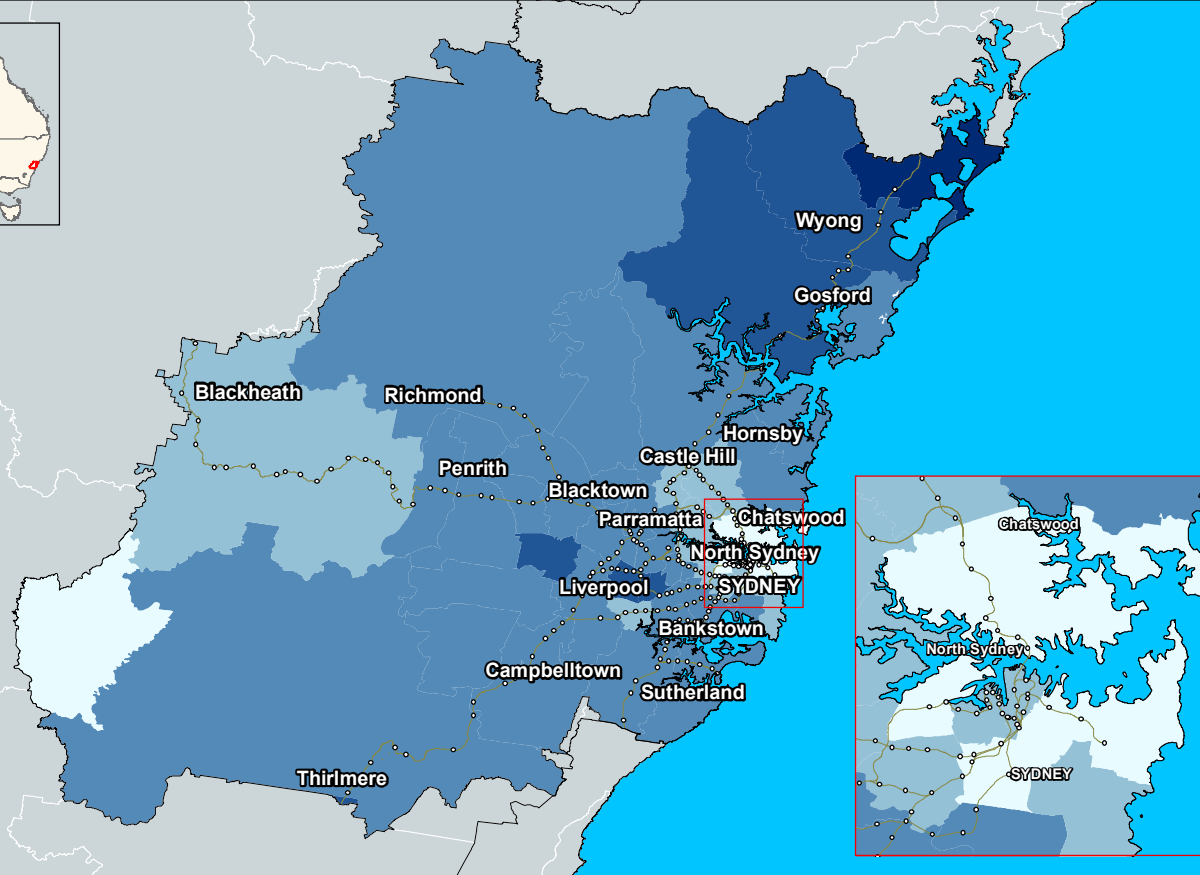 Wyong
Gosford
Blackheath
Richmond
Hornsby
Castle Hill
Penrith
Blacktown
Parramatta
Chatswood
North Sydney
Liverpool
SYDNEY
Bankstown
Campbelltown
Sutherland
Thirlmere
Chatswood
North Sydney
SYDNEY